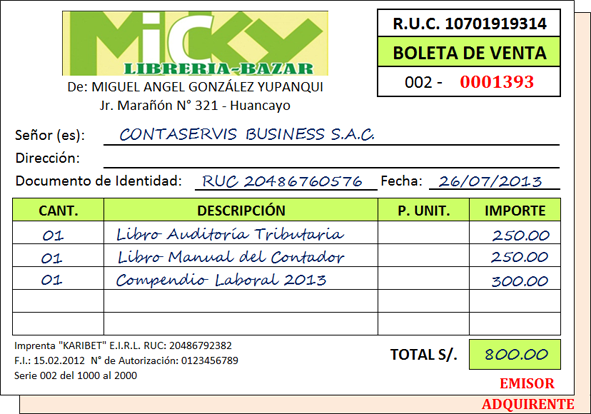 MiCKY
LIBRERIA-BAZAR
De: MIGUEL ANGEL GONZÁLEZ YUPANQUI
Jr. Marañón N° 321 - Huancayo
R.U.C. 10701919314
BOLETA DE VENTA
002 - 0001393
Señor (es): CONTASERVIS BUSINESS S.A.C.
Dirección:
Documento de Identidad: RUC 20486760576 Fecha: 26/07/2013
CANT. DESCRIPCIÓN P. UNIT. IMPORTE
01 Libro Auditoría Tributaria 250.00
01 Libro Manual del Contador 250.00
01 Compendio Laboral 2013 300.00
Imprenta "KARIBET" E.I.R.L. RUC: 20486792382
F.I.: 15.02.2012 N° de Autorización: 0123456789
Serie 002 del 1000 al 2000
TOTAL S/. 800.00
EMISOR
ADQUIRENTE